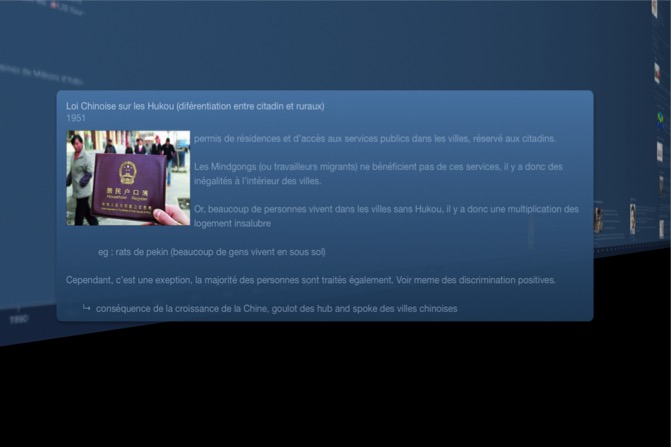 Loi Chinoise sur les Hukou (diférentiation entre citadin et ruraux)
1951
permis de résidences et d'accès aux services publics dans les villes, réservé aux citadins.
Les Mindgongs (ou travailleurs migrants) ne bénéficient pas de ces services, il y a donc des
inégalités à l'intérieur des villes.
Or, beaucoup de personnes vivent dans les villes sans Hukou, il y a donc une multiplication des
logement insalubre
居民户口簿
Household Register
eg : rats de pekin (beaucoup de gens vivent en sous sol)
Cependant, c'est une exeption, la majorité des personnes sont traités également. Voir meme des discrimination positives.
↳ conséquence de la croissance de la Chine, goulot des hub and spoke des villes chinoises